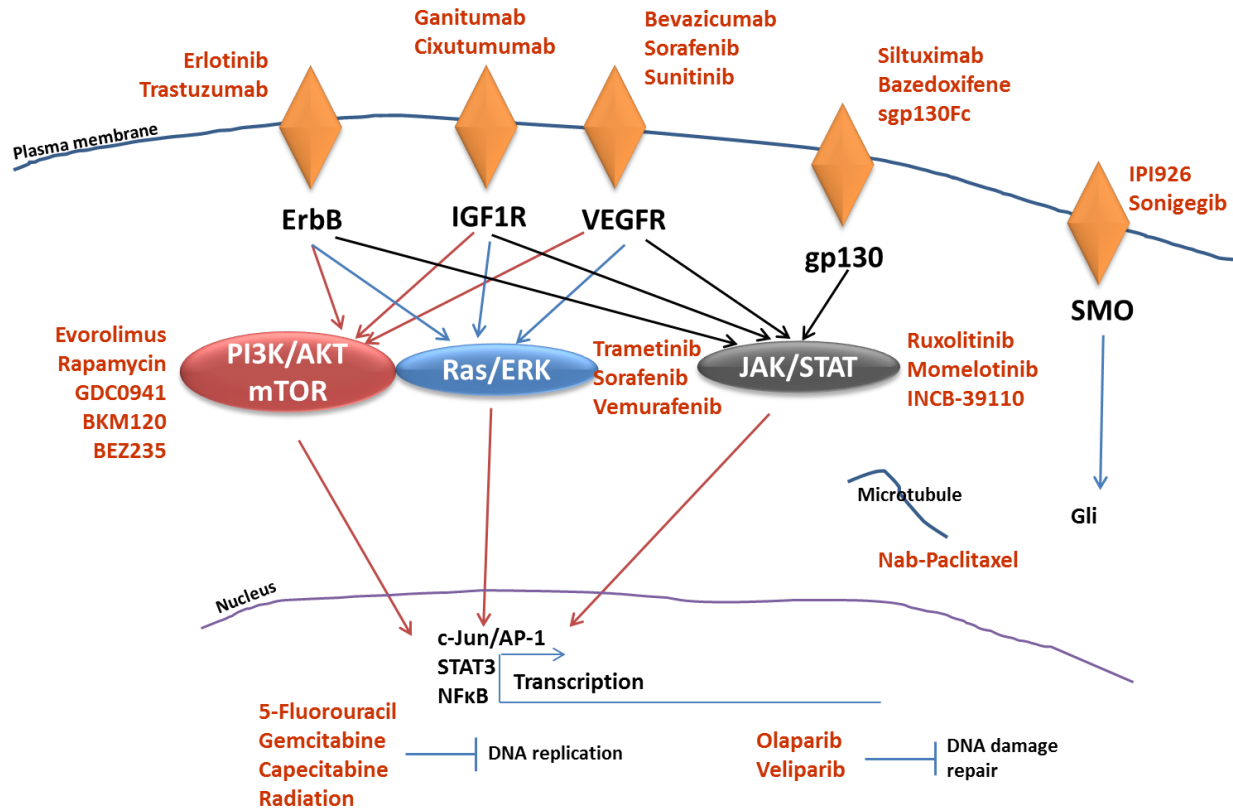 Ganitumab
Cixutumumab
Bevazicumab
Sorafenib
Sunitinib
Erlotinib
Trastuzumab
Siltuximab
Bazedoxifene
sgp130Fc
Plasma membrane
IPI926
Sonigegib
ErbB
IGF1R
VEGFR
gp130
SMO
Evorolimus
Rapamycin
GDC0941
BKM120
BEZ235
PI3K/AKT
mTOR
Ras/ERK
Trametinib
Sorafenib
Vemurafenib
JAK/STAT
Ruxolitinib
Momelotinib
INCB-39110
Microtubule
Gli
Nab-Paclitaxel
Nucleus
c-Jun/AP-1
STAT3
NFκB
Transcription
5-Fluorouracil
Gemcitabine
Capecitabine
Radiation
DNA replication
Olaparib
Veliparib
DNA damage
repair